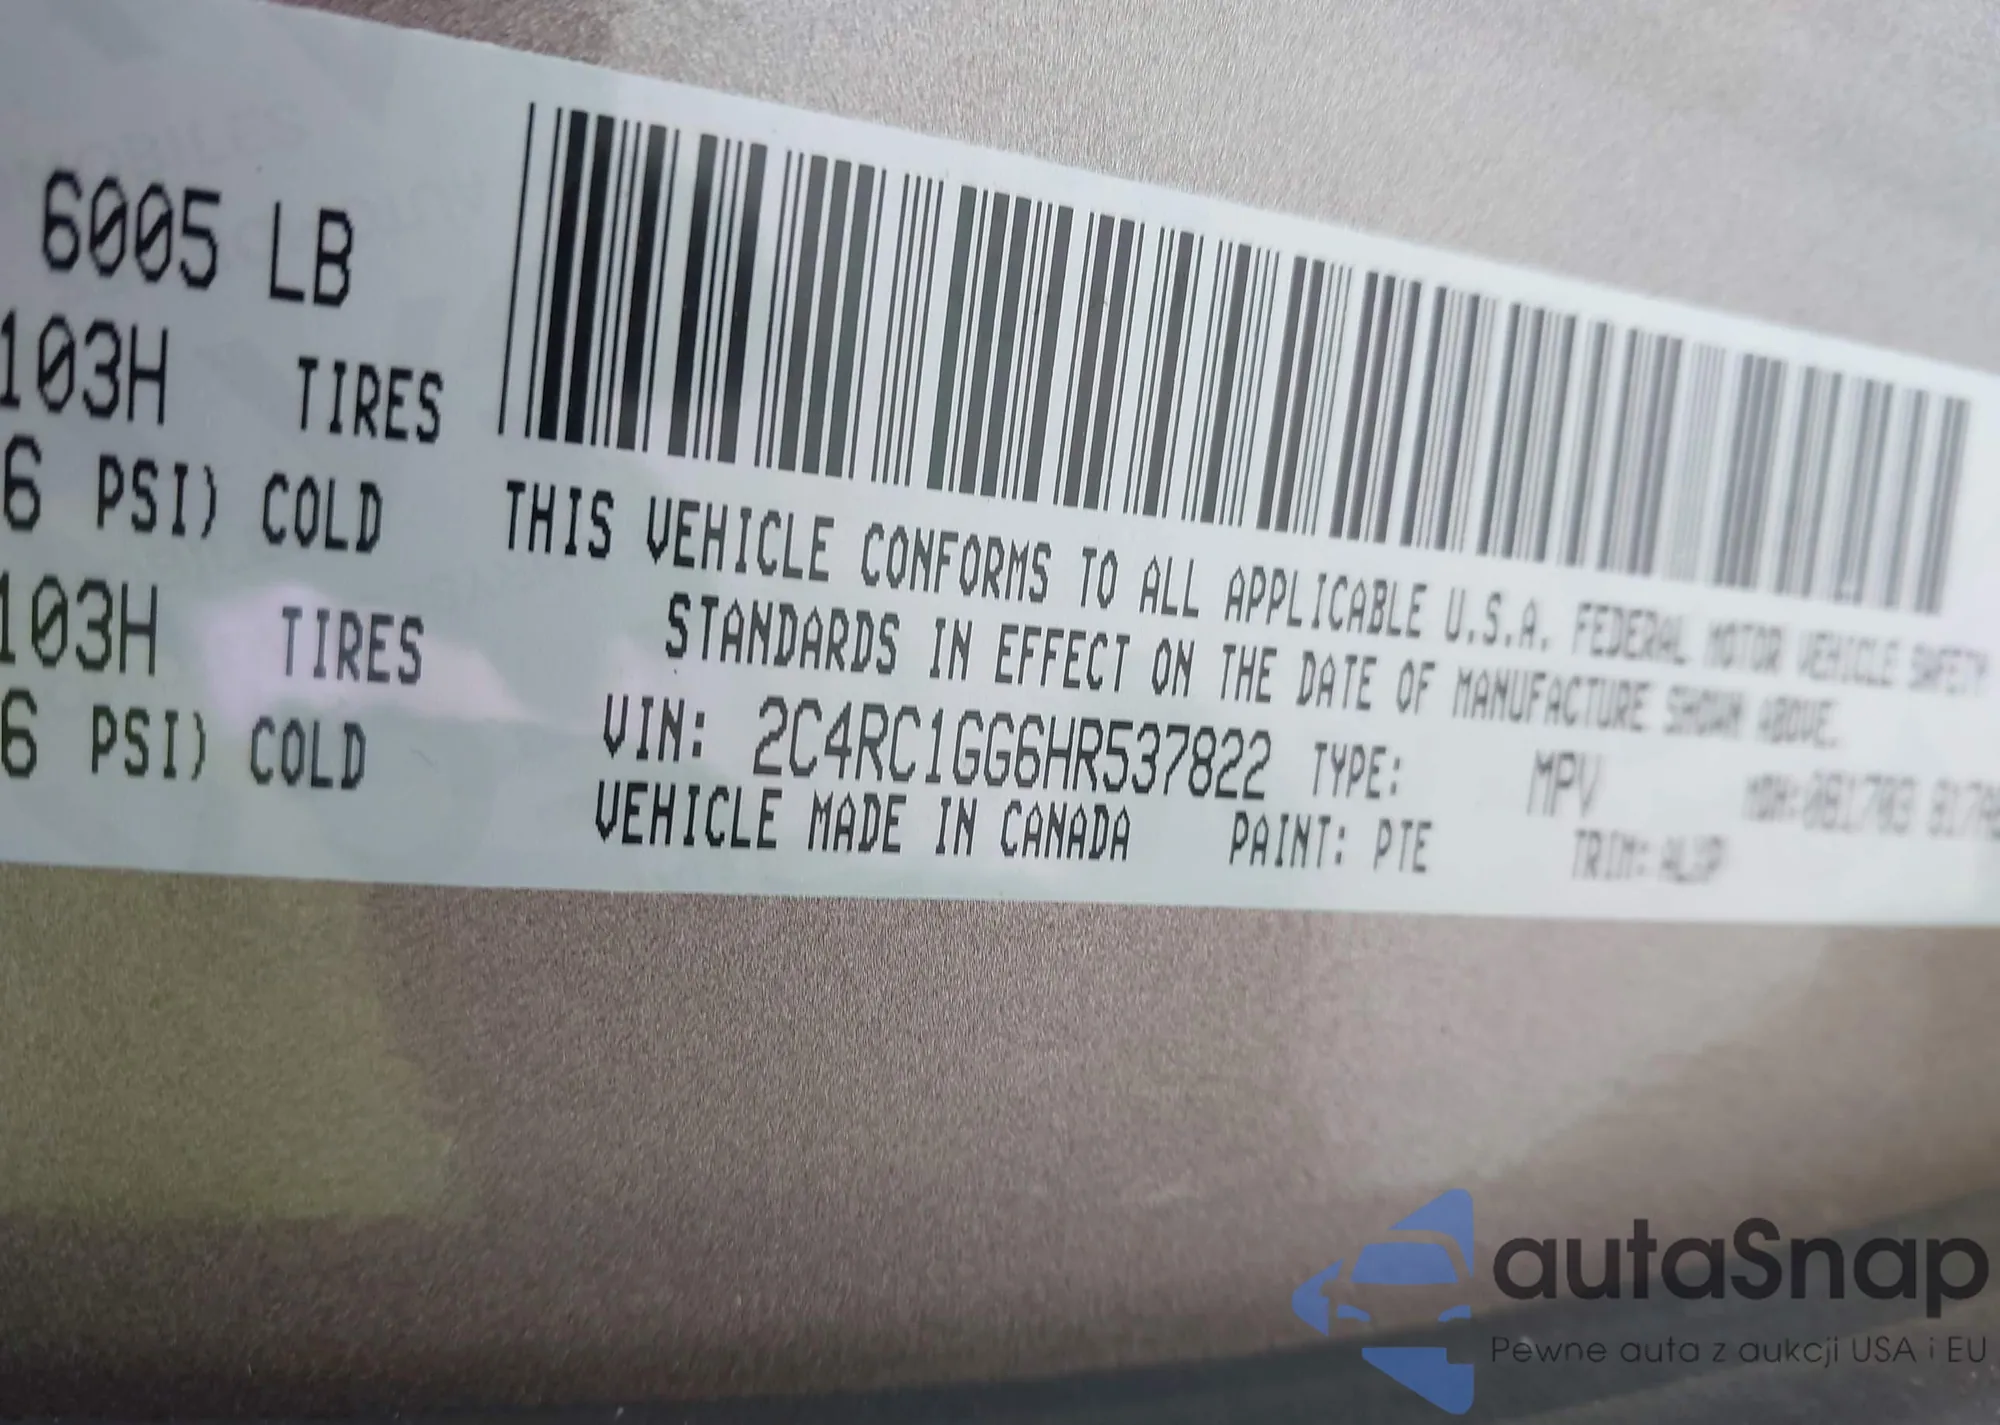 6005 LB
103H TIRES
6 PSI) COLD
103H TIRES
6 PSI) COLD
THIS VEHICLE CONFORMS TO ALL APPLICABLE U.S.A. FEDERAL MOTOR VEHICLE SAFETY
STANDARDS IN EFFECT ON THE DATE OF MANUFACTURE SHOWN ABOVE.
VIN: 2C4RC1GG6HR537822 TYPE: MPV
VEHICLE MADE IN CANADA PAINT: PTE TRIM:
autaSnap
Pewne auta z aukcji USA i EU